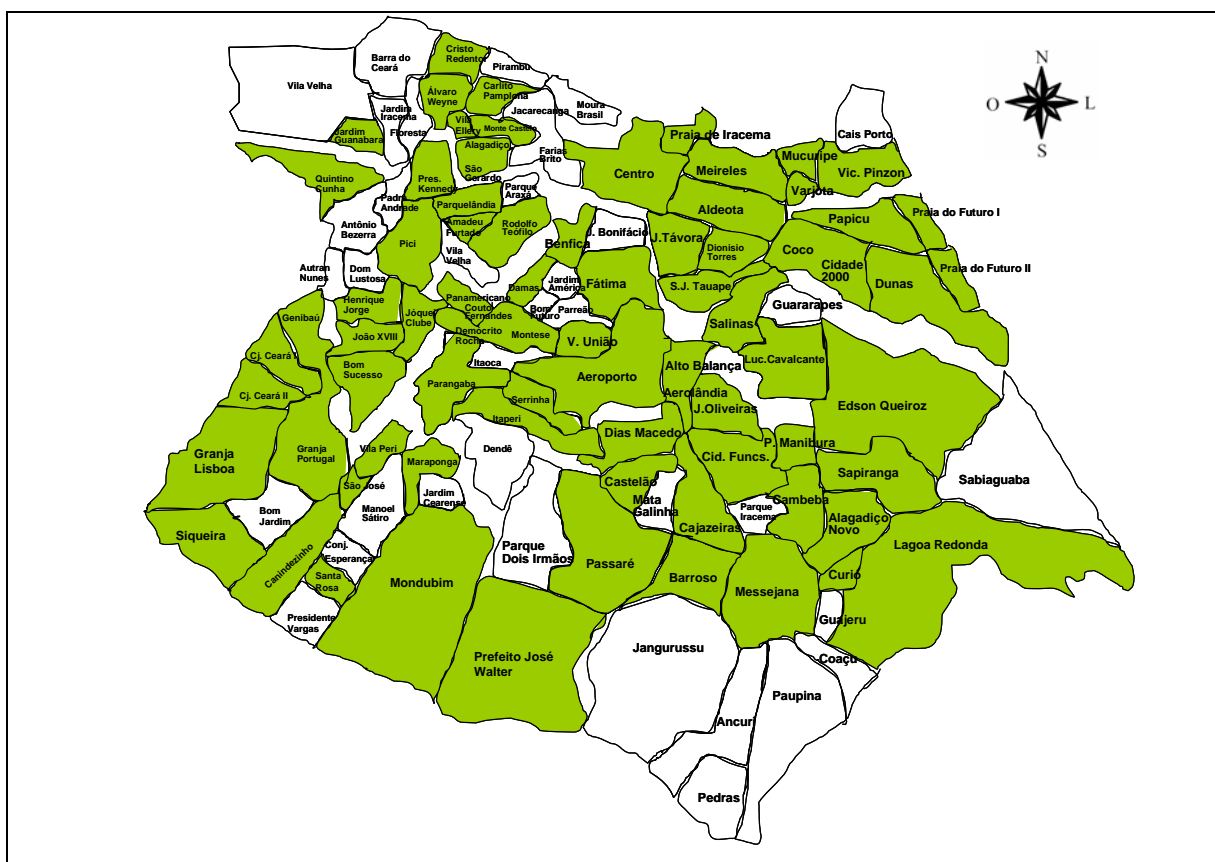 Cristo
Redentor
Barra do
Ceará
Pirambú
N
Vila Velha
Álvaro
Weyne
Carlito
Pamplona
Jardim
Iracema
Jacarecanga
Moura
Brasil
O
L
Jardim
Guanabara
Floresta
Vila
Ellery
Monte Castelo
Praia de Iracema
Cais Porto
S
Alagadiço
São
Gerardo
Farias
Brito
Mucuripe
Quintino
Cunha
Pres.
Kennedy
Parque
Araxá
Centro
Meireles
Varjota
Vic. Pinzon
Padre
Andrade
Parquelândia
Aldeota
Papicu
Praia do Futuro I
Antônio
Bezerra
Amadeu
Furtado
Rodolfo
Teófilo
Benfica
J. Bonifácio
J.Távora
Dionisio
Torres
Coco
Pici
Vila
Velha
Cidade
2000
Praia do Futuro II
Autran
Nunes
Dom
Lustosa
Damas
Jardim
América
Fátima
S.J. Tauape
Dunas
Henrique
Jorge
Panamericano
Couto
Fernandes
Bom
Futuro
Parreão
Guararapes
Genibaú
Jóquei
Clube
Salinas
João XVIII
Democrito
Rocha
Montese
V. União
Cj. Ceará I
Bom
Sucesso
Itaoca
Alto Balança
Luc.Cavalcante
Parangaba
Aeroporto
Cj. Ceará II
Serrinha
Aerolândia
J.Oliveiras
Edson Queiroz
Itaperi
Granja
Lisboa
Granja
Portugal
Vila Peri
Dendê
Dias Macedo
P. Manibura
Maraponga
Cid. Funcs.
Sapiranga
Sabiaguaba
São José
Jardim
Cearense
Castelão
Mata
Galinha
Cambeba
Bom
Jardim
Manoel
Sátiro
Parque
Iracema
Alagadiço
Novo
Siqueira
Cajazeiras
Conj.
Esperança
Parque
Dois Irmãos
Lagoa Redonda
Canindezinho
Santa
Rosa
Mondubim
Passaré
Barroso
Curió
Messejana
Presidente
Vargas
Guajeru
Prefeito José
Walter
Jangurussu
Coaçu
Paupina
Ancuri
Pedras